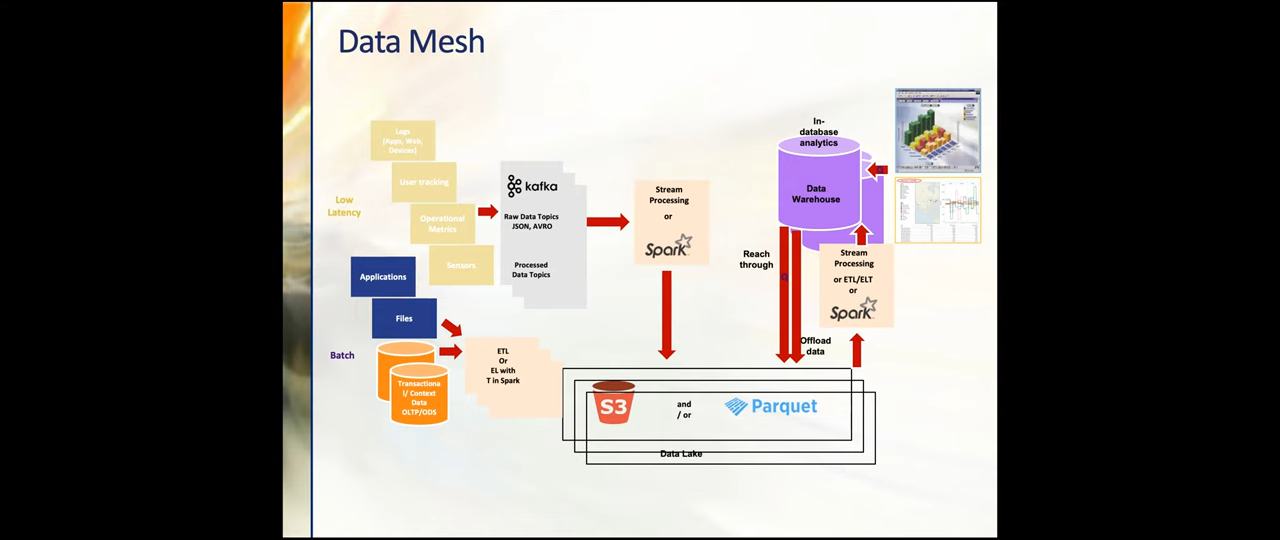 Data Mesh
Logs
(Apps, Web,
Devices)
User tracking
Low
Latency
Operational
Metrics
Sensors
Applications
Files
Batch
Transactiona
l/ Context
Data
OLTP/ODS
kafka
Raw Data Topics
JSON, AVRO
Processed
Data Topics
ETL
Or
EL with
T in Spark
Stream
Processing
or
Spark
S3
and
/ or
Parquet
Data Lake
In-
database
analytics
Data
Warehouse
Reach
through
Offload
data
Stream
Processing
or ETL/ELT
or
Spark